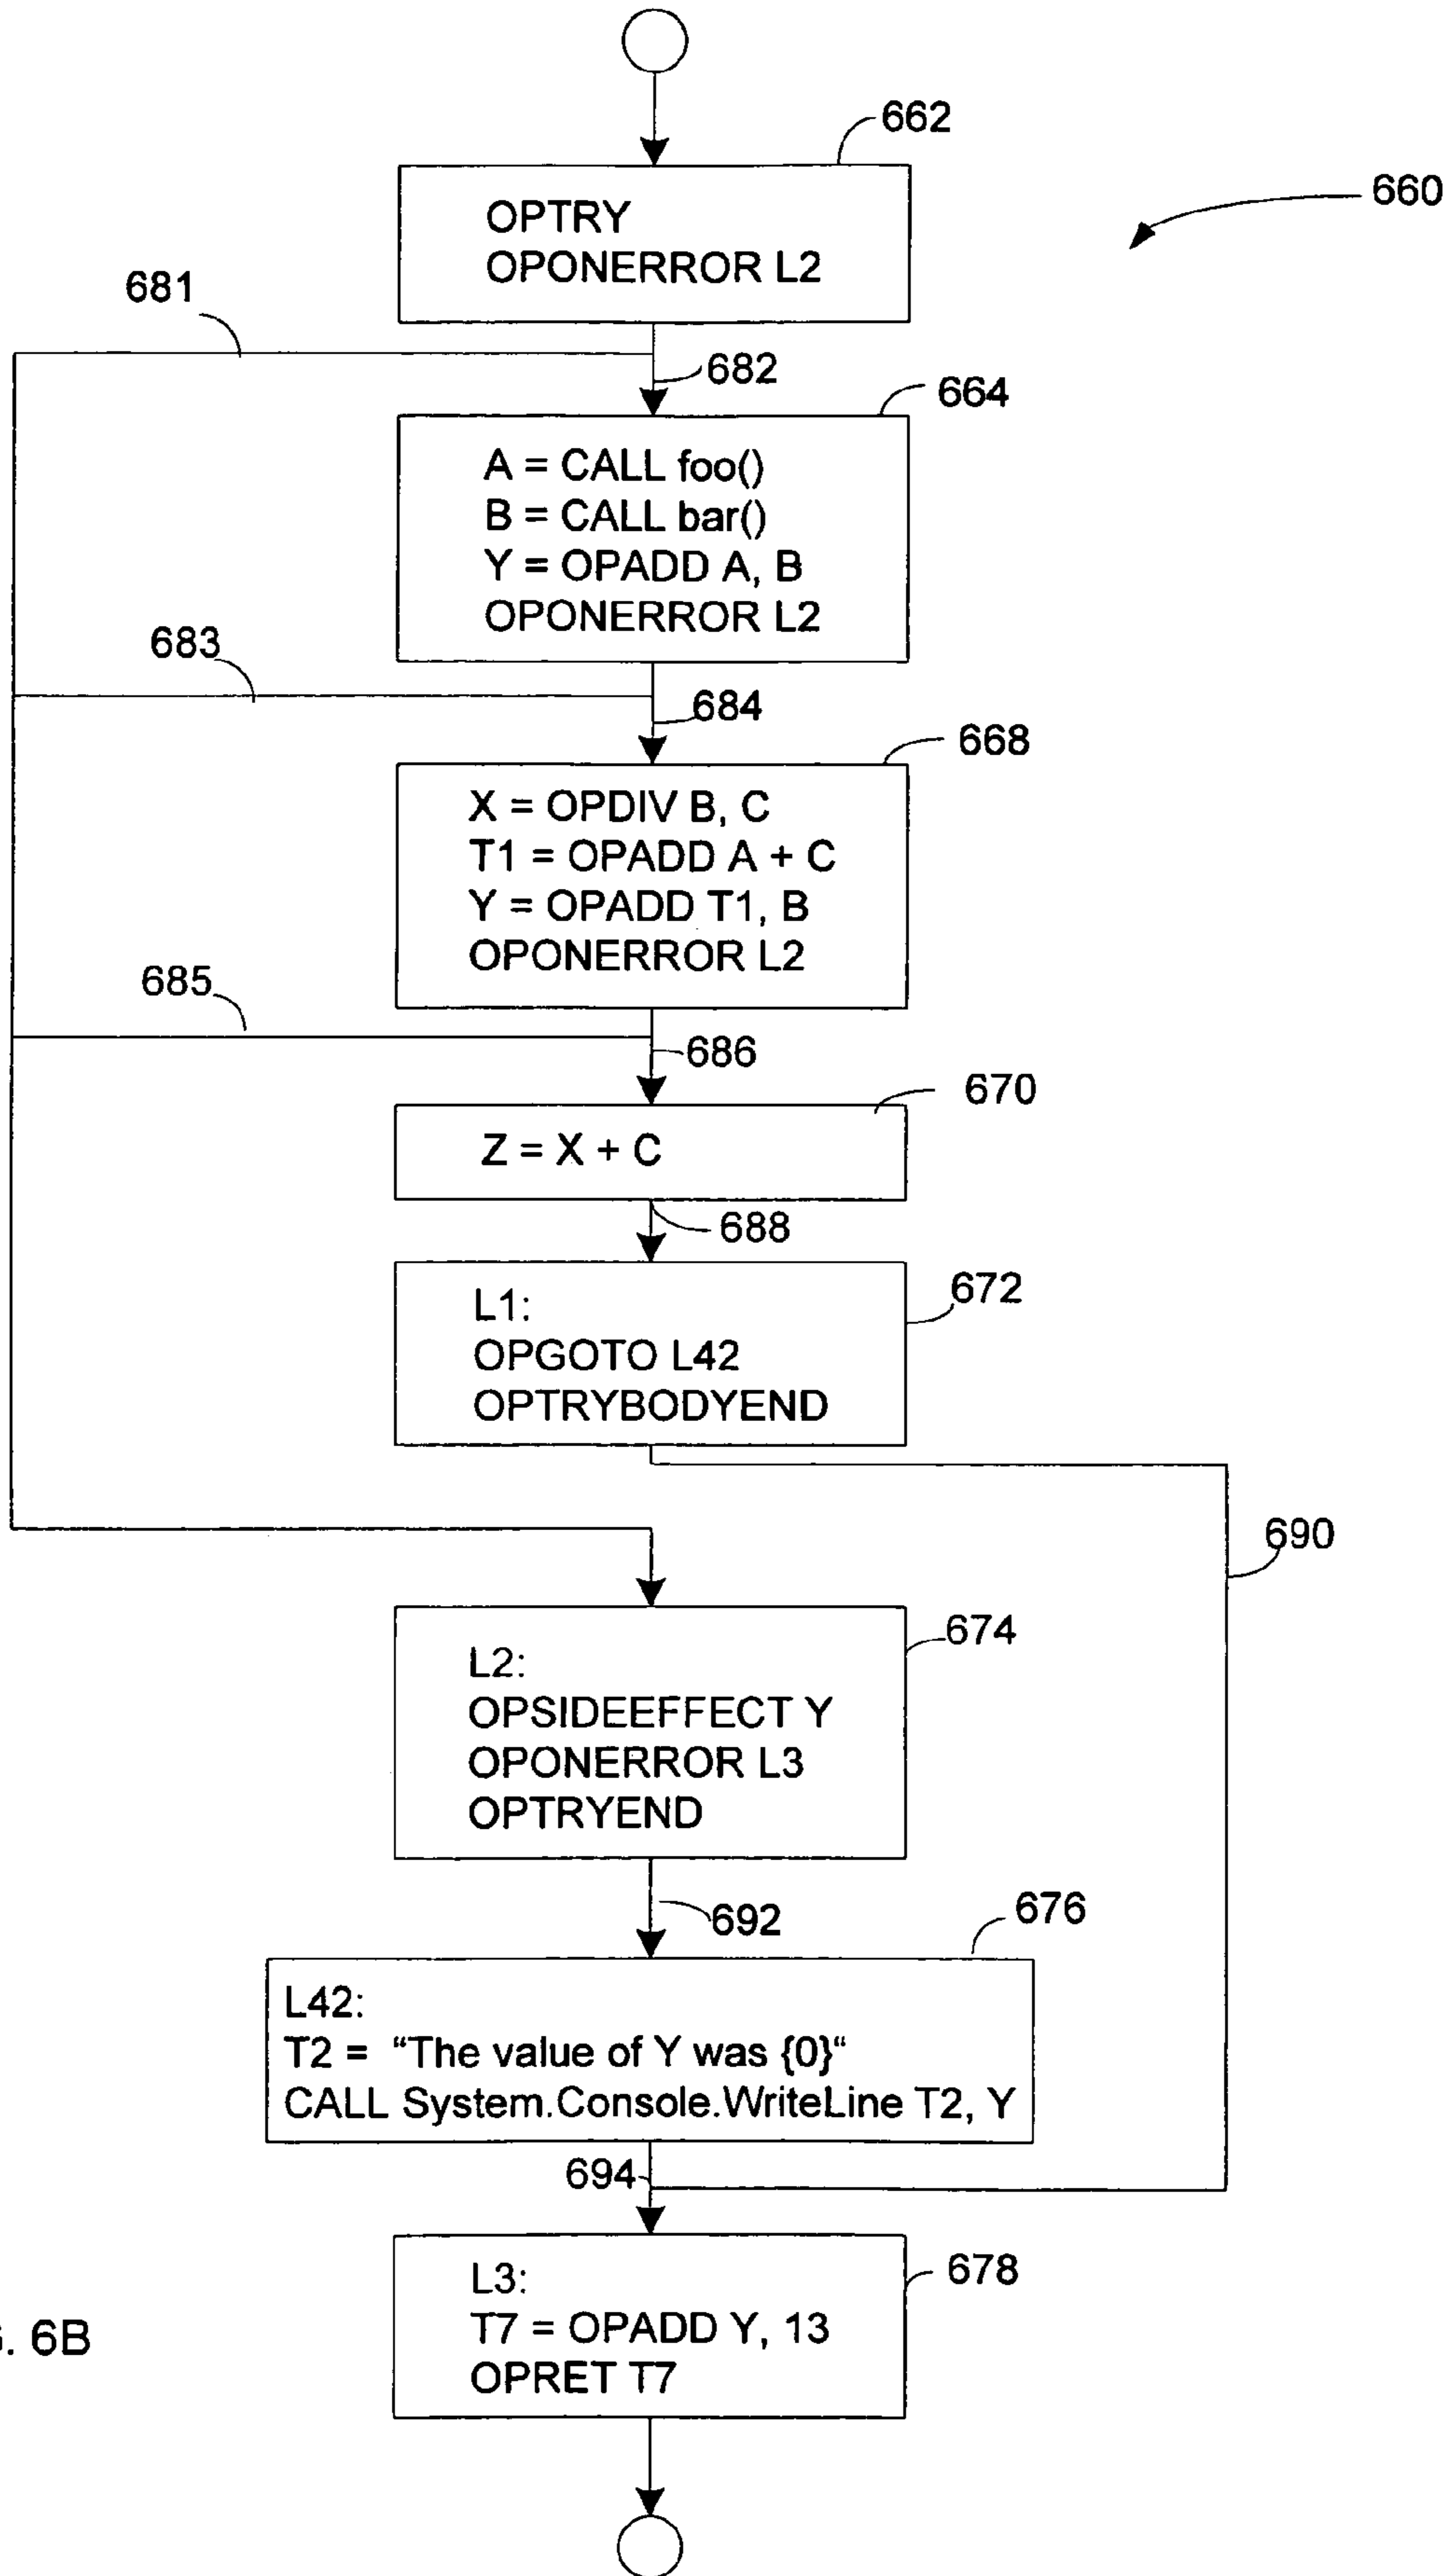 662
660
OPTRY
OPONERROR L2
681
682
664
A = CALL foo()
B = CALL bar()
Y = OPADD A, B
OPONERROR L2
683
684
668
X = OPDIV B, C
T1 = OPADD A + C
Y = OPADD T1, B
OPONERROR L2
685
686
670
Z = X + C
688
672
L1:
OPGOTO L42
OPTRYBODYEND
690
674
L2:
OPSIDEEFFECT Y
OPONERROR L3
OPTRYEND
692
676
L42:
T2 = “The value of Y was {0}“
CALL System.Console.WriteLine T2, Y
694
678
L3:
T7 = OPADD Y, 13
OPRET T7
. 6B